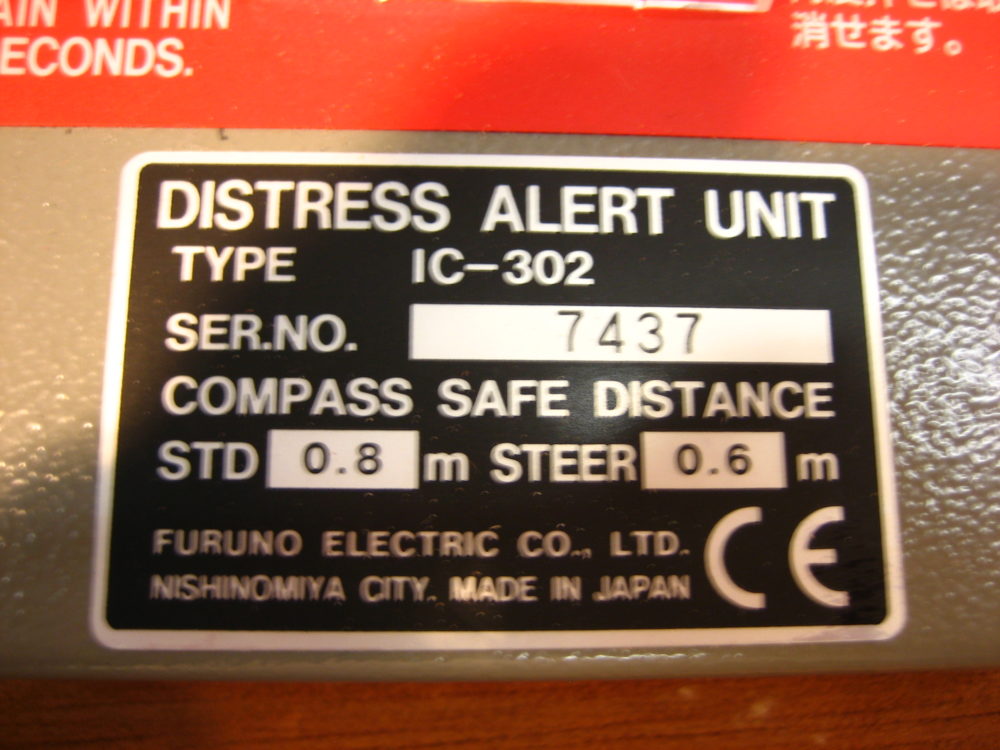 AIN WITHIN
ECONDS.
消せます。
DISTRESS ALERT UNIT
TYPE IC-302
SER.NO. 7437
COMPASS SAFE DISTANCE
STD 0.8 m STEER 0.6 m
FURUNO ELECTRIC CO., LTD.
NISHINOMIYA CITY. MADE IN JAPAN
CE